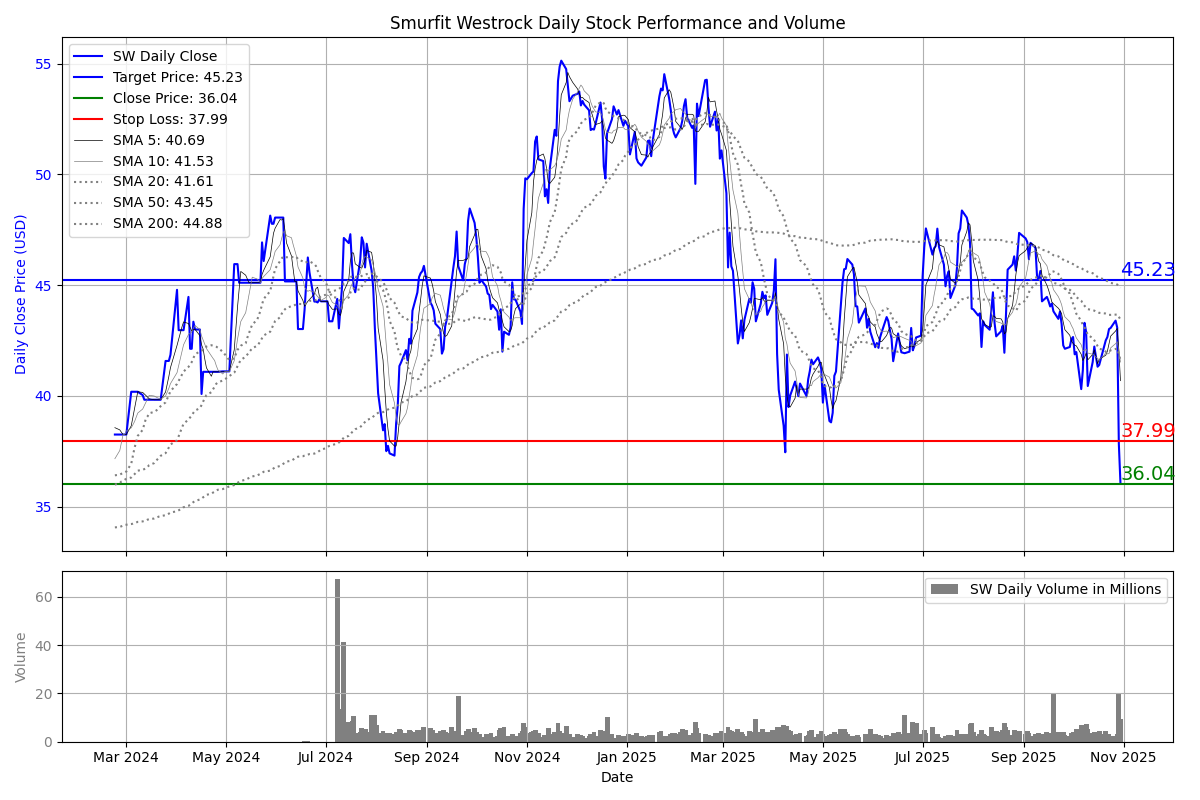 Smurfit Westrock Daily Stock Performance and Volume
SW Daily Close
Target Price: 45.23
Close Price: 36.04
Stop Loss: 37.99
SMA 5: 40.69
SMA 10: 41.53
SMA 20: 41.61
SMA 50: 43.45
SMA 200: 44.88
Daily Close Price (USD)
55
50
45
40
35
45.23
37.99
36.04
SW Daily Volume in Millions
Volume
60
40
20
0
Mar 2024 May 2024 Jul 2024 Sep 2024 Nov 2024 Jan 2025 Mar 2025 May 2025 Jul 2025 Sep 2025 Nov 2025
Date